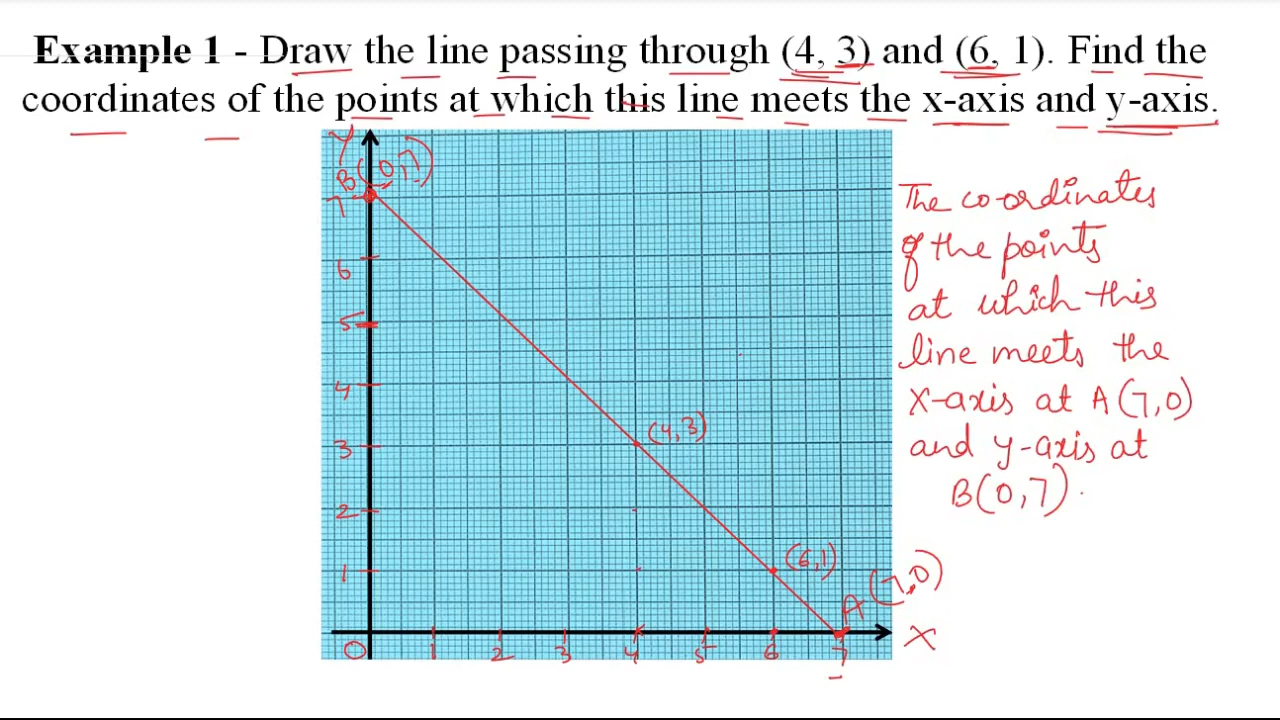 Example 1 - Draw the line passing through (4, 3) and (6, 1). Find the
coordinates of the points at which this line meets the x-axis and y-axis.
Y
B(0,7)
7
6
5
4
3
2
1
(4,3)
(6,1)
A(7,0)
O 1 2 3 4 5 6 7
X
The co-ordinates
of the points
at which this
line meets the
X-axis at A(7,0)
and y-axis at
B(0,7).